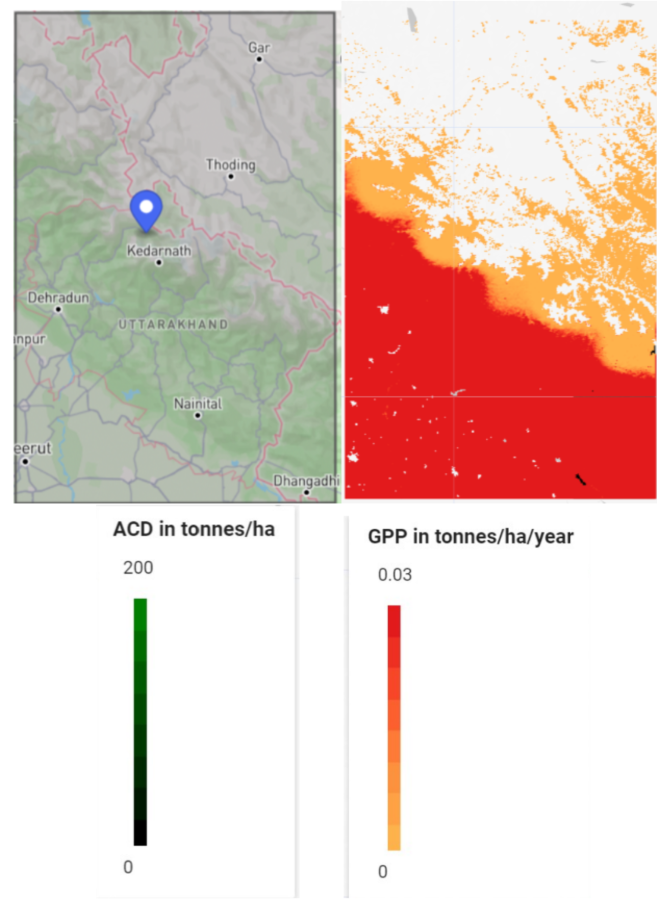 Gar
Thoding
Kedarnath
Dehradun
UTTARAKHAND
npur
Nainital
eerut
Dhangadhi
ACD in tonnes/ha
200
0
GPP in tonnes/ha/year
0.03
0